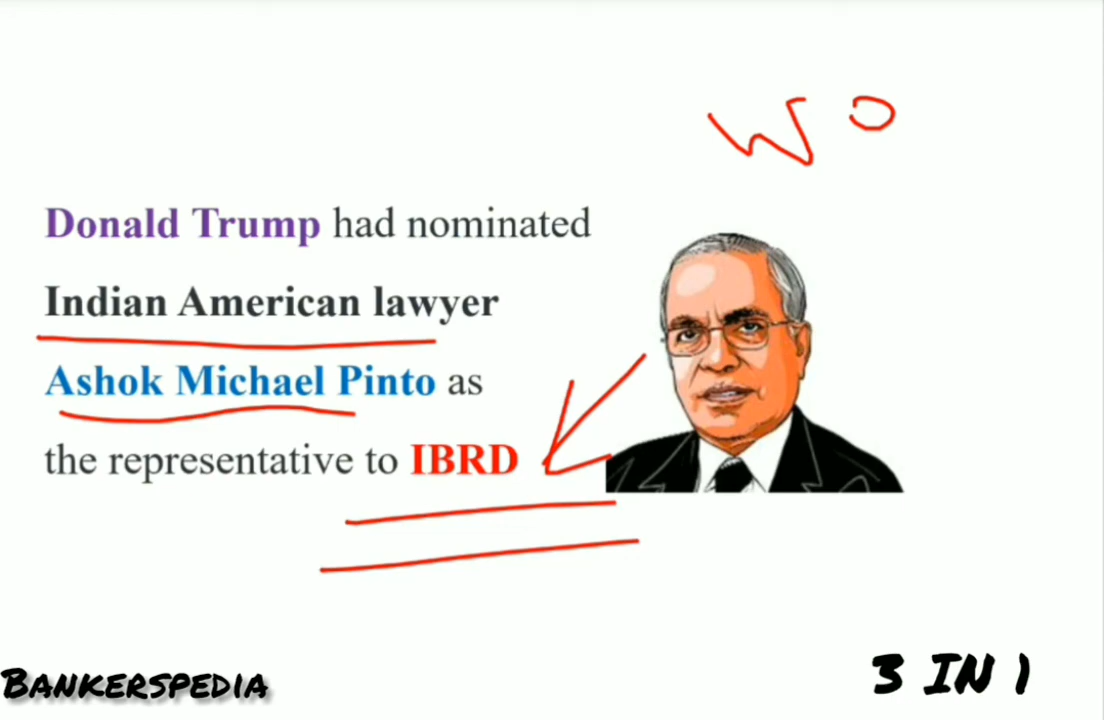 W O
Donald Trump had nominated
Indian American lawyer
Ashok Michael Pinto as
the representative to IBRD
BANKERSPEDIA
3 IN 1